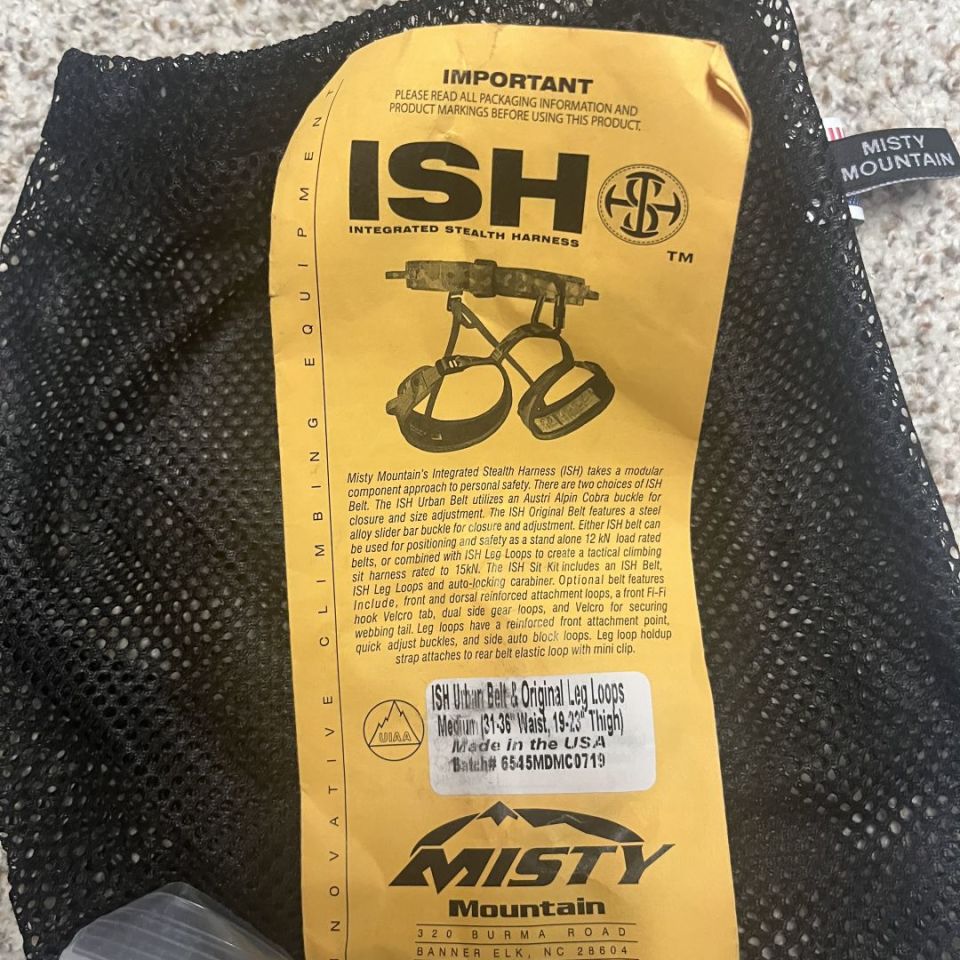 IMPORTANT
PLEASE READ ALL PACKAGING INFORMATION AND
PRODUCT MARKINGS BEFORE USING THIS PRODUCT.
ISH
INTEGRATED STEALTH HARNESS
TM
MISTY
MOUNTAIN
Misty Mountain's Integrated Stealth Harness (ISH) takes a modular
component approach to personal safety. There are two choices of ISH
Belt. The ISH Urban Belt utilizes an Austri Alpin Cobra buckle for
closure and size adjustment. The ISH Original Belt features a steel
alloy slider bar buckle for closure and adjustment. Either ISH belt can
be used for positioning and safety as a stand alone 12 kN load rated
belts, or combined with ISH Leg Loops to create a tactical climbing
sit harness rated to 15kN. The ISH Sit Kit includes an ISH Belt,
ISH Leg Loops and auto-locking carabiner. Optional belt features
Include, front and dorsal reinforced attachment loops, a front Fi-Fi
hook Velcro tab, dual side gear loops, and Velcro for securing
webbing tail. Leg loops have a reinforced front attachment point,
quick adjust buckles, and side auto block loops. Leg loop holdup
strap attaches to rear belt elastic loop with mini clip.
UIAA
ISH Urban Belt & Original Leg Loops
Medium (31-36" Waist, 19-23" Thigh)
Made in the USA
Batch# 6545MDMC0719
MISTY
Mountain
320 BURMA ROAD
BANNER ELK, NC 28604
NOVATIVE CLIMBING EQUIPMENT